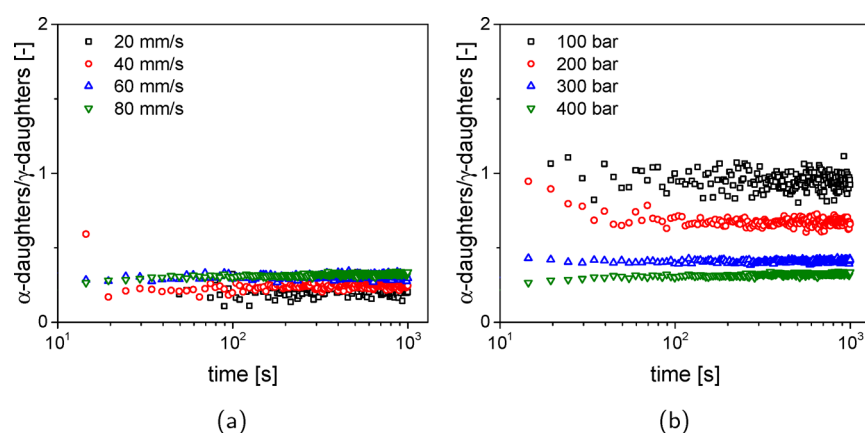 2
20 mm/s
40 mm/s
60 mm/s
80 mm/s
1
0
10¹
10²
10³
α-daughters/γ-daughters [-]
time [s]
(a)
2
100 bar
200 bar
300 bar
400 bar
1
0
10¹
10²
10³
α-daughters/γ-daughters [-]
time [s]
(b)